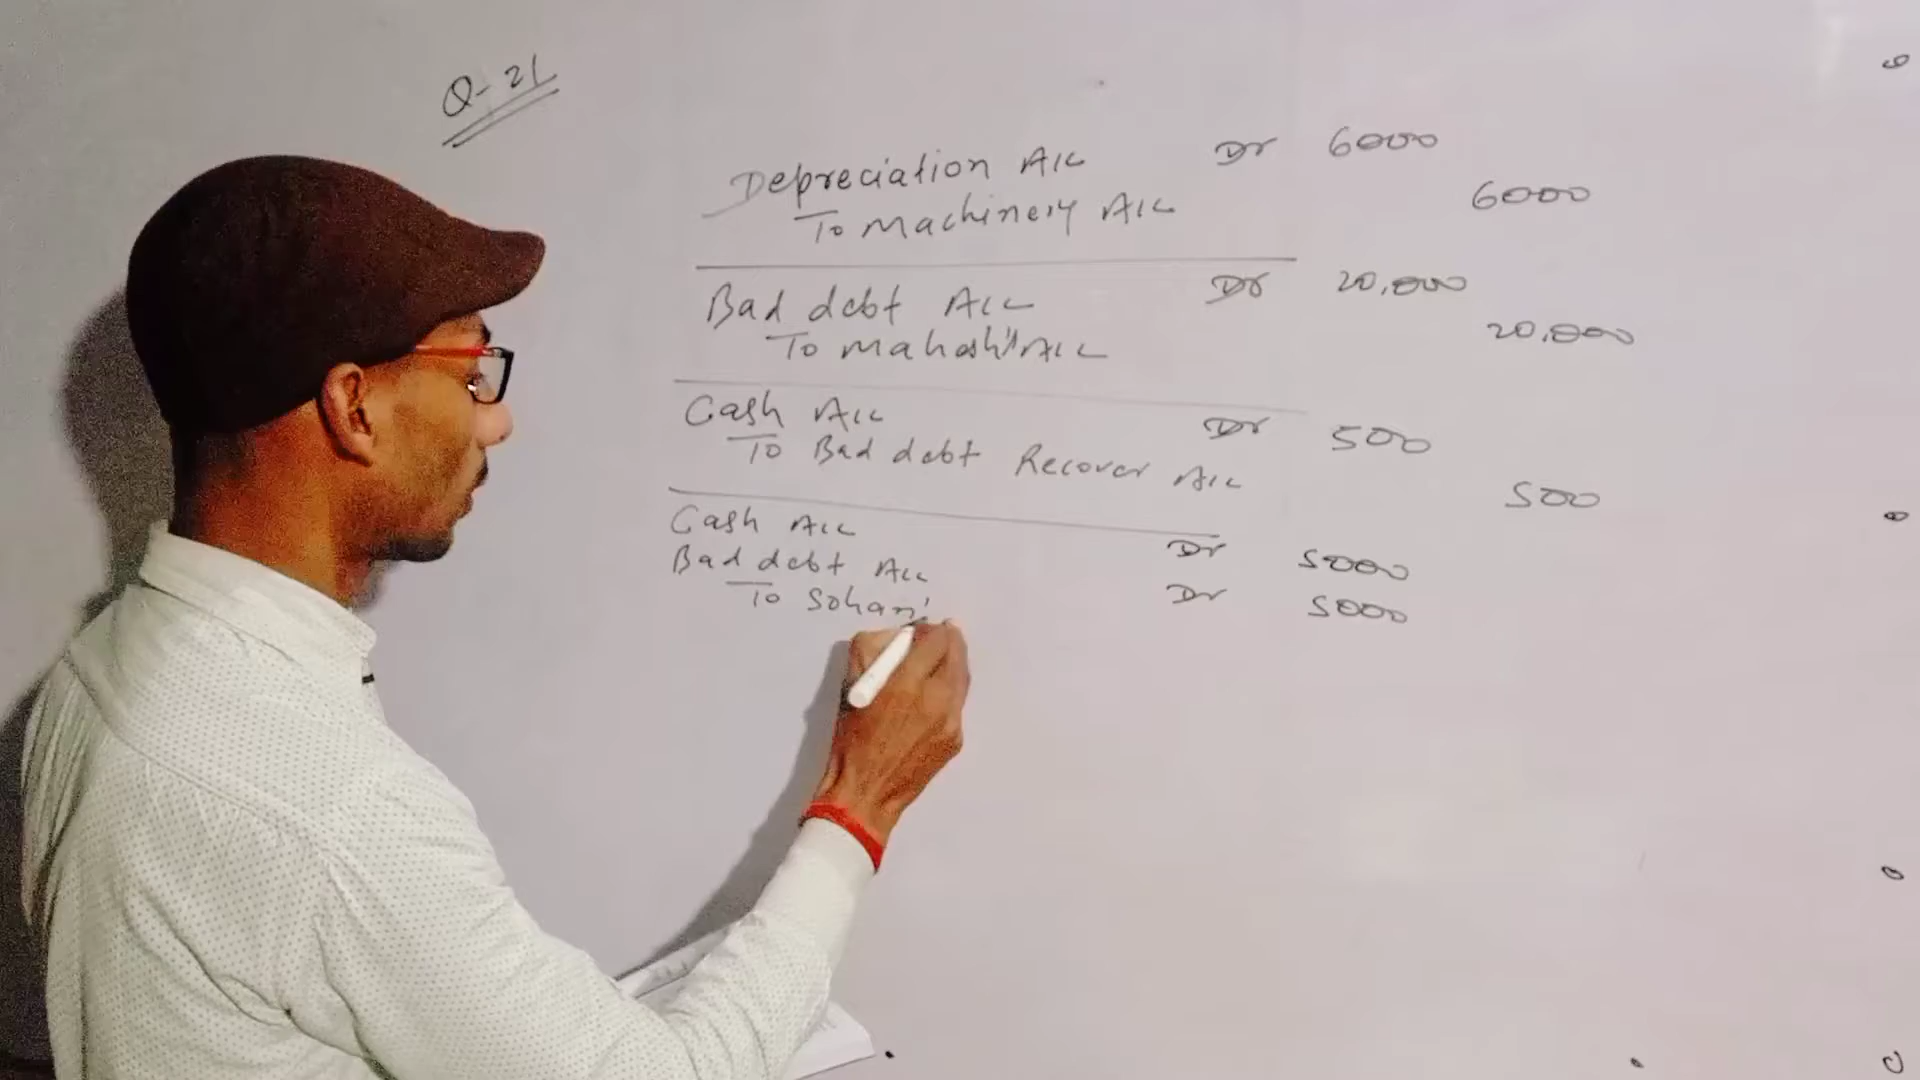 Q-21
Depreciation A/c Dr 6000
To Machinery A/c 6000
Bad debt A/c Dr 20,000
To Mahesh's A/c 20,000
Cash A/c Dr 500
To Bad debt Recover A/c 500
Cash A/c Dr 5000
Bad debt A/c Dr 5000
To Sohan'